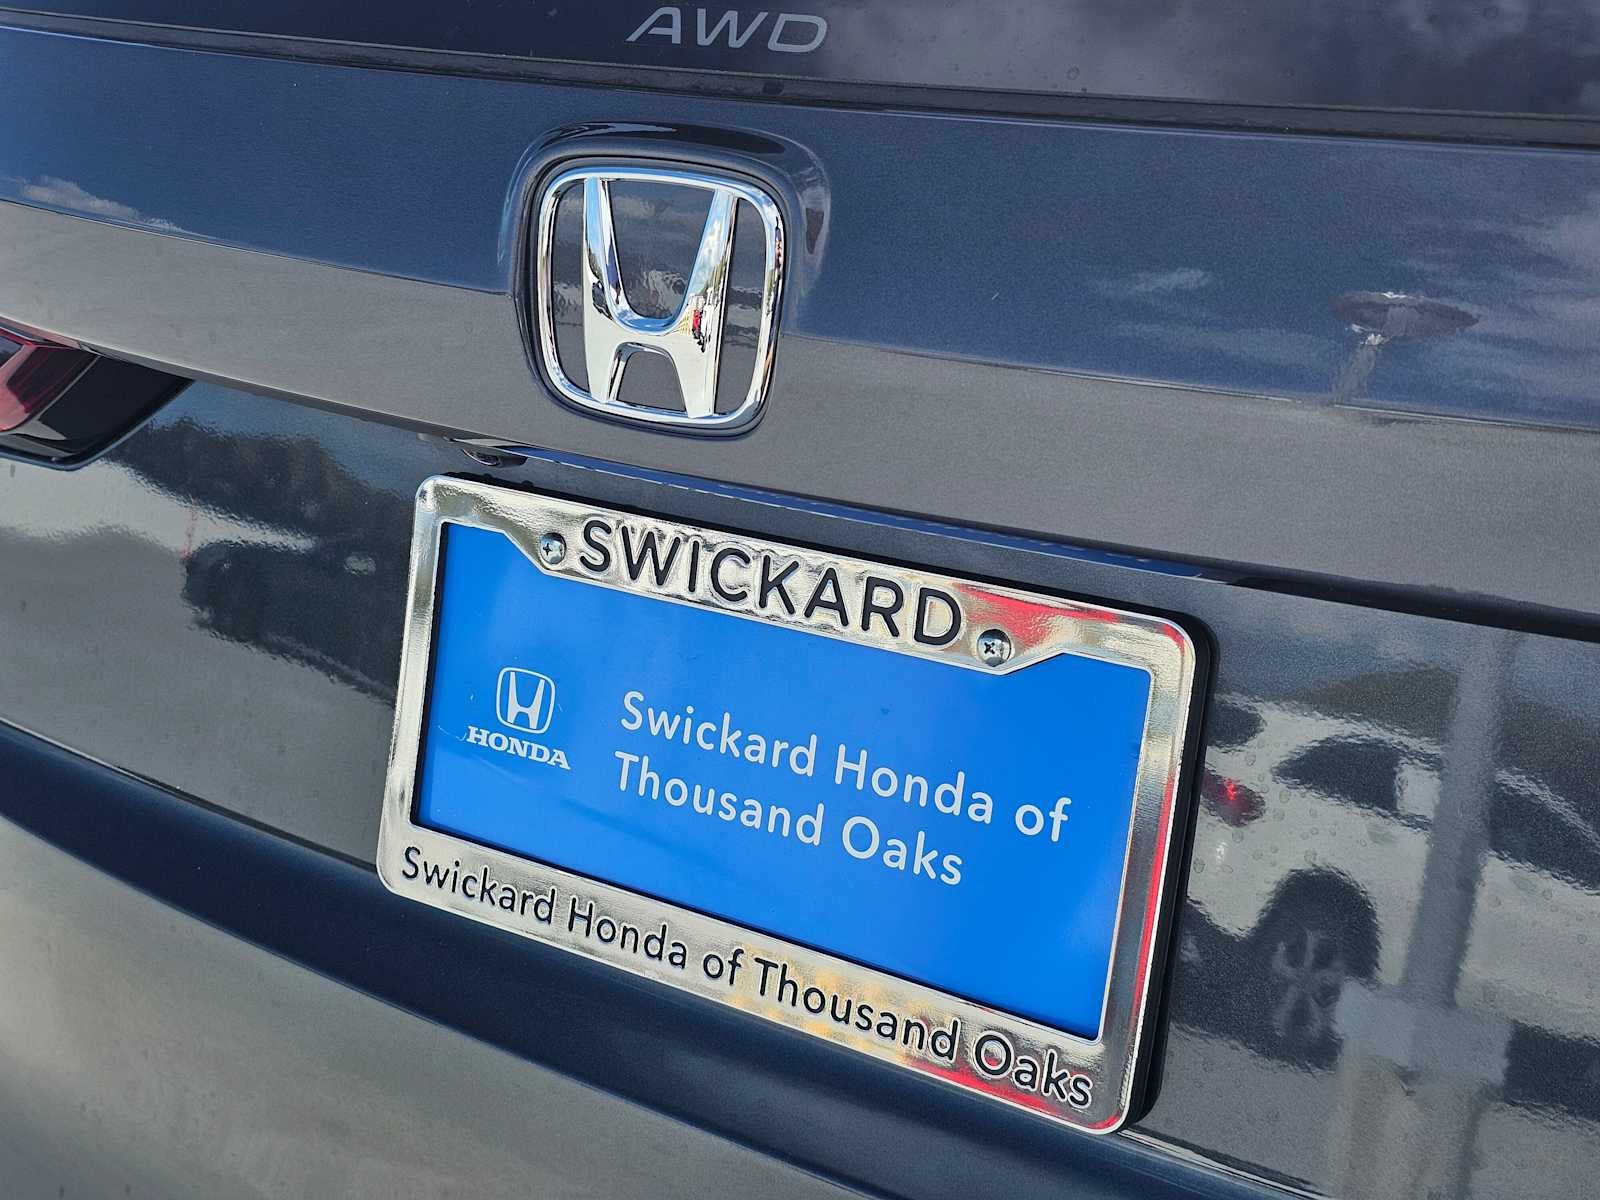 AWD
SWICKARD
HONDA
Swickard Honda of
Thousand Oaks
Swickard Honda of Thousand Oaks